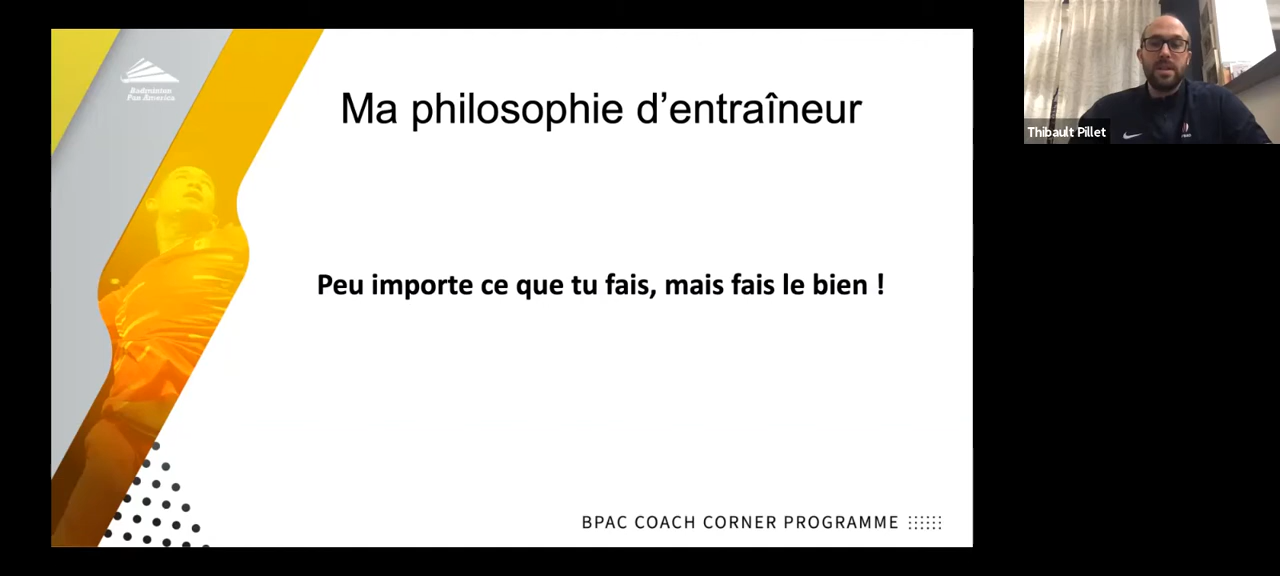 Badminton
Pan America
Ma philosophie d’entraîneur
Thibault Pillet
Peu importe ce que tu fais, mais fais le bien !
BPAC COACH CORNER PROGRAMME